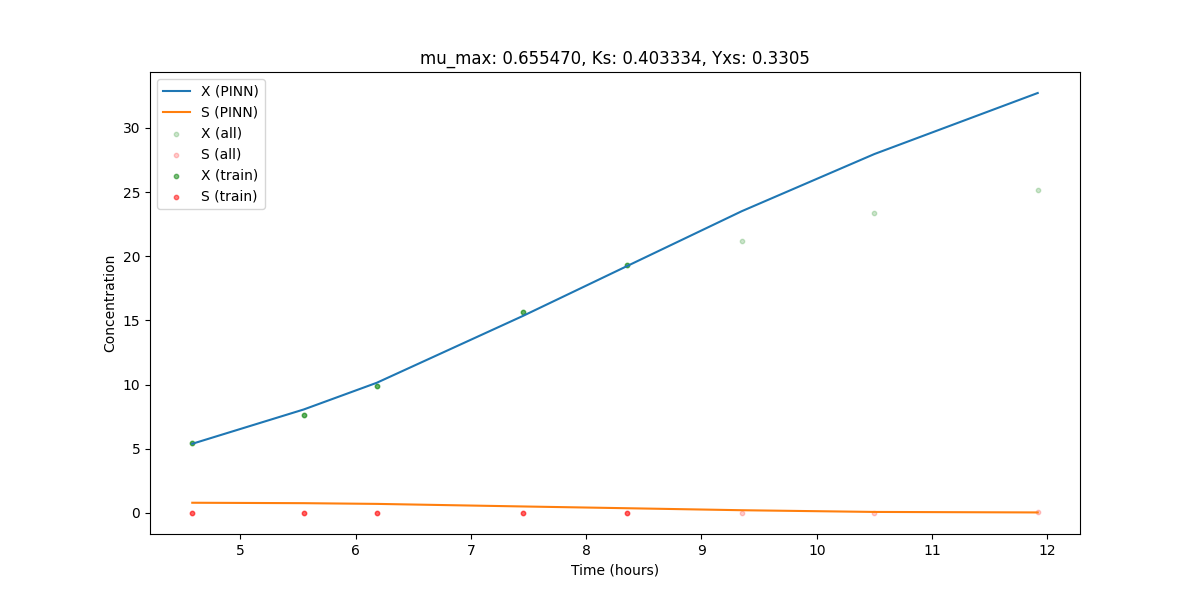 mu_max: 0.655470, Ks: 0.403334, Yxs: 0.3305
X (PINN)
S (PINN)
X (all)
S (all)
X (train)
S (train)
Concentration
30
25
20
15
10
5
0
5 6 7 8 9 10 11 12
Time (hours)